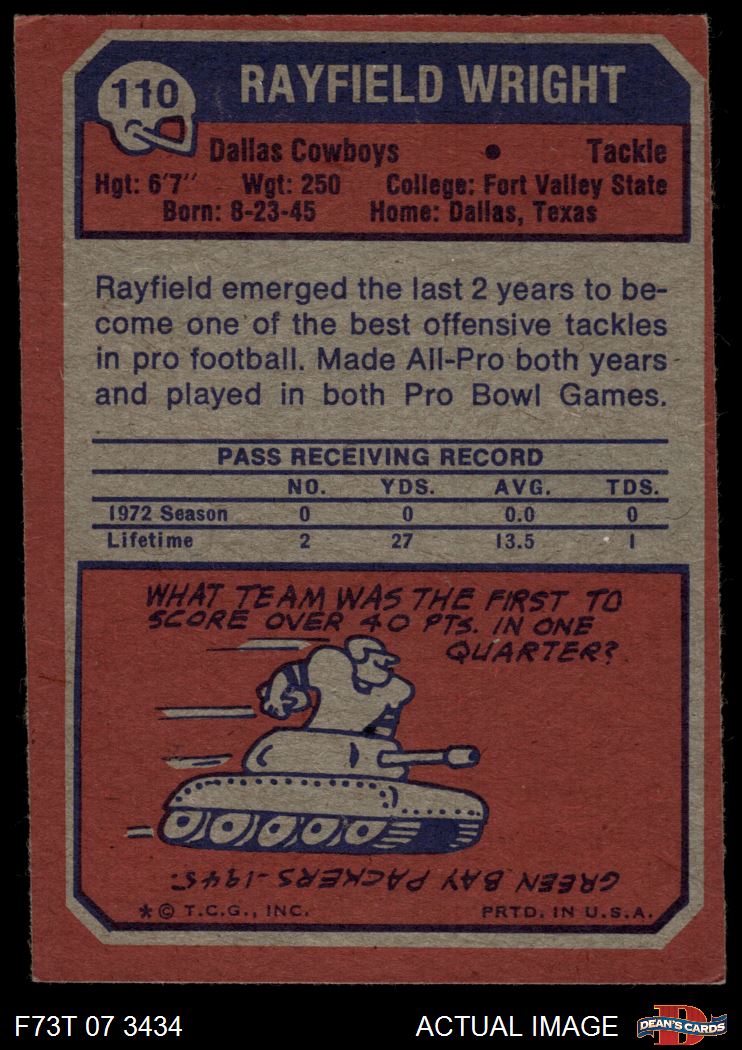 110
RAYFIELD WRIGHT
Dallas Cowboys • Tackle
Hgt: 6'7" Wgt: 250 College: Fort Valley State
Born: 8-23-45 Home: Dallas, Texas
Rayfield emerged the last 2 years to be-
come one of the best offensive tackles
in pro football. Made All-Pro both years
and played in both Pro Bowl Games.
PASS RECEIVING RECORD
NO. YDS. AVG. TDS.
1972 Season 0 0 0.0 0
Lifetime 2 27 13.5 1
WHAT TEAM WAS THE FIRST TO
SCORE OVER 40 PTS. IN ONE
QUARTER?
GREEN BAY PACKERS-1945.
* © T.C.G., INC. PRTD. IN U.S.A.
F73T 07 3434 ACTUAL IMAGE DEAN'S CARDS